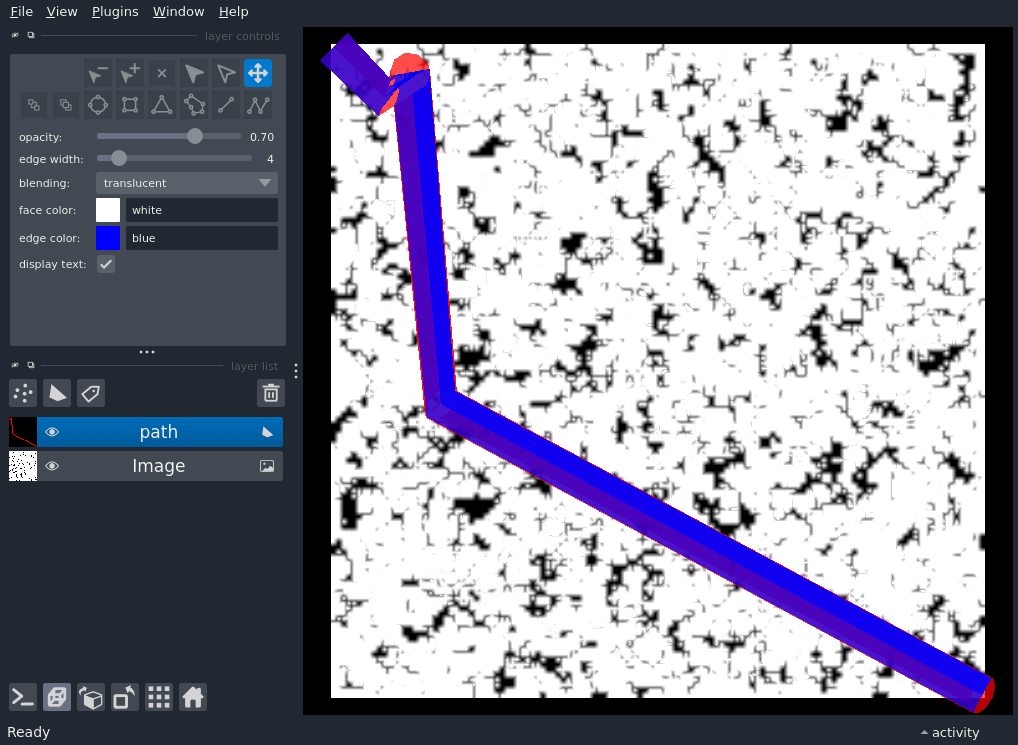 File View Plugins Window Help
layer controls
opacity: 0.70
edge width: 4
blending: translucent
face color: white
edge color: blue
display text:
layer list
path
Image
Ready activity